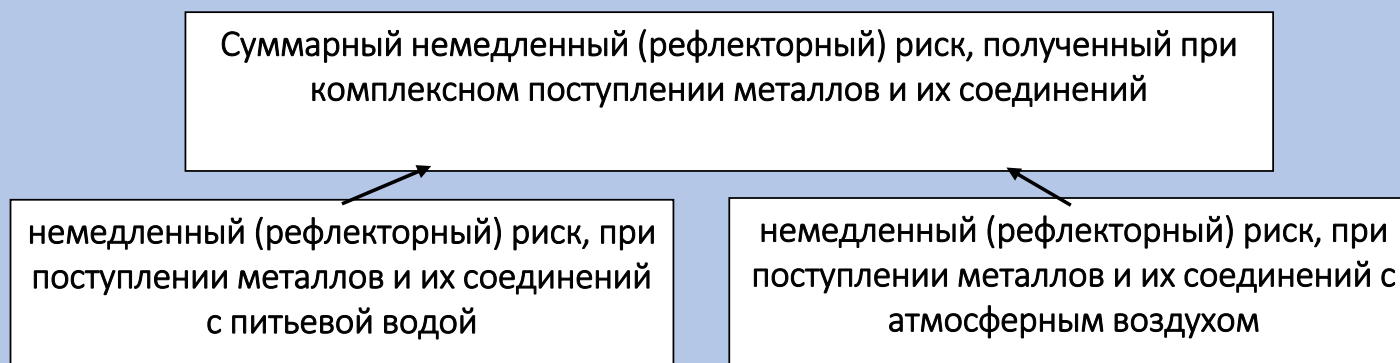 Суммарный немедленный (рефлекторный) риск, полученный при
комплексном поступлении металлов и их соединений
немедленный (рефлекторный) риск, при
поступлении металлов и их соединений
с питьевой водой
немедленный (рефлекторный) риск, при
поступлении металлов и их соединений с
атмосферным воздухом